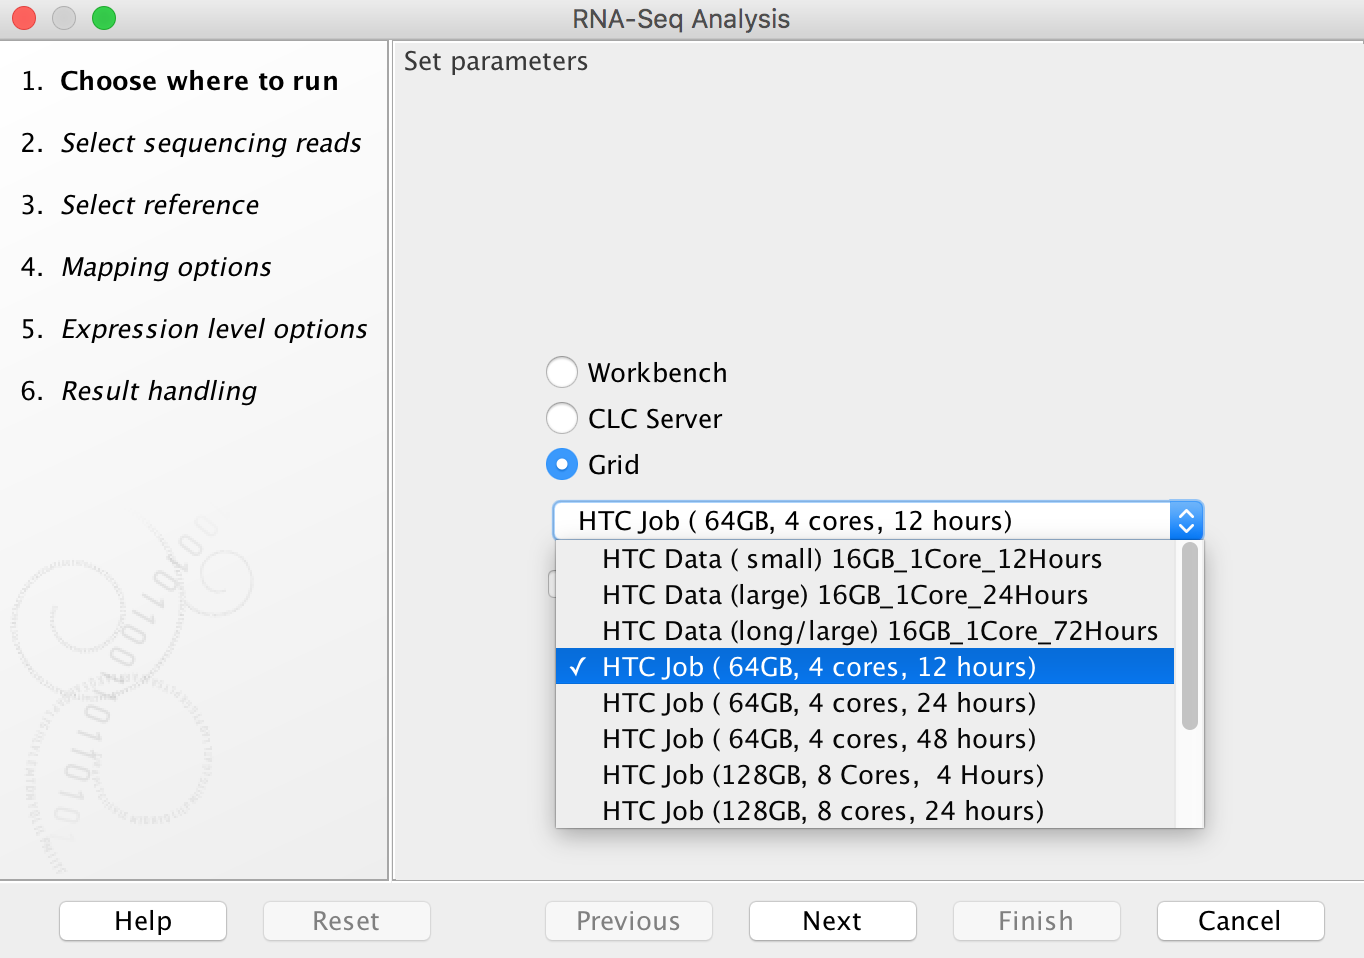 RNA-Seq Analysis
1. Choose where to run
2. Select sequencing reads
3. Select reference
4. Mapping options
5. Expression level options
6. Result handling
Set parameters
Workbench
CLC Server
Grid
HTC Job ( 64GB, 4 cores, 12 hours)
HTC Data ( small) 16GB_1Core_12Hours
HTC Data (large) 16GB_1Core_24Hours
HTC Data (long/large) 16GB_1Core_72Hours
✓ HTC Job ( 64GB, 4 cores, 12 hours)
HTC Job ( 64GB, 4 cores, 24 hours)
HTC Job ( 64GB, 4 cores, 48 hours)
HTC Job (128GB, 8 Cores,  4 Hours)
HTC Job (128GB, 8 cores, 24 hours)
Help
Reset
Previous
Next
Finish
Cancel